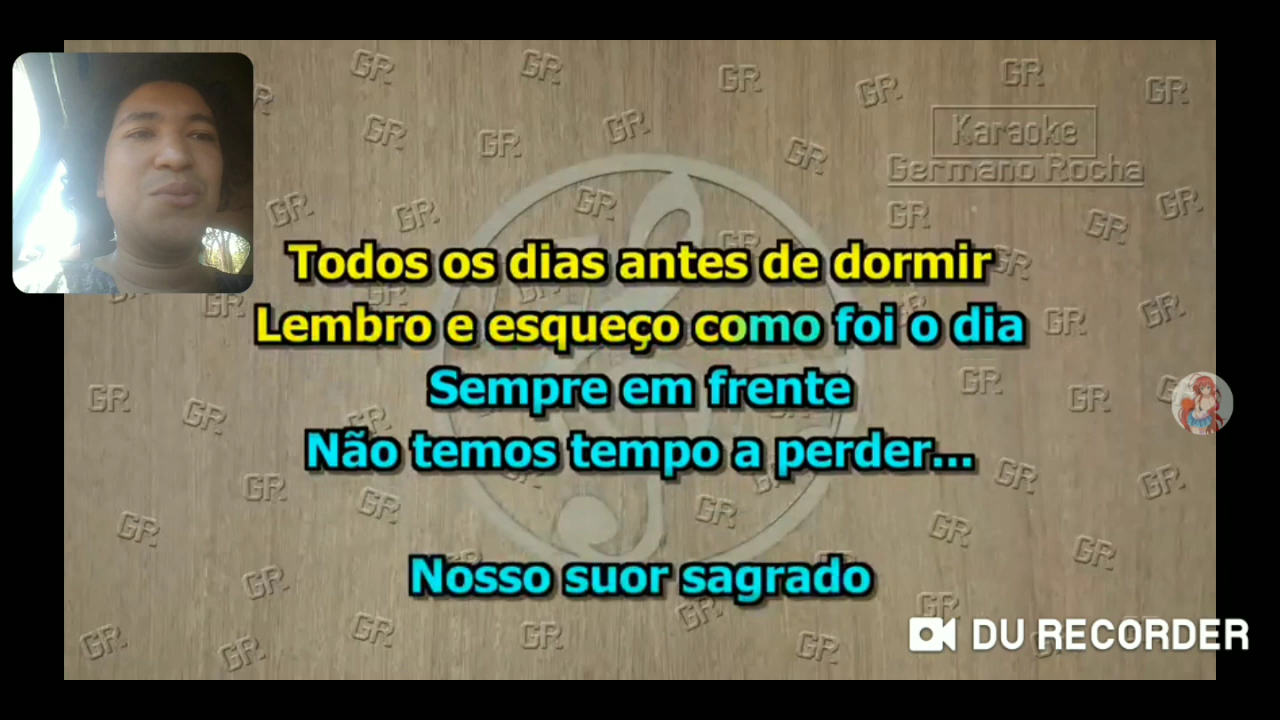 Karaoke
Germano Rocha
Todos os dias antes de dormir
Lembro e esqueço como foi o dia
Sempre em frente
Não temos tempo a perder...
Nosso suor sagrado
DU RECORDER
GR